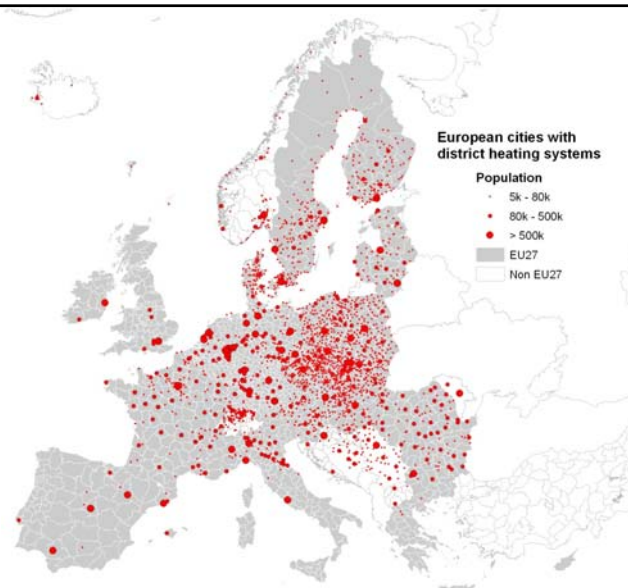 European cities with
district heating systems
Population
5k - 80k
80k - 500k
> 500k
EU27
Non EU27